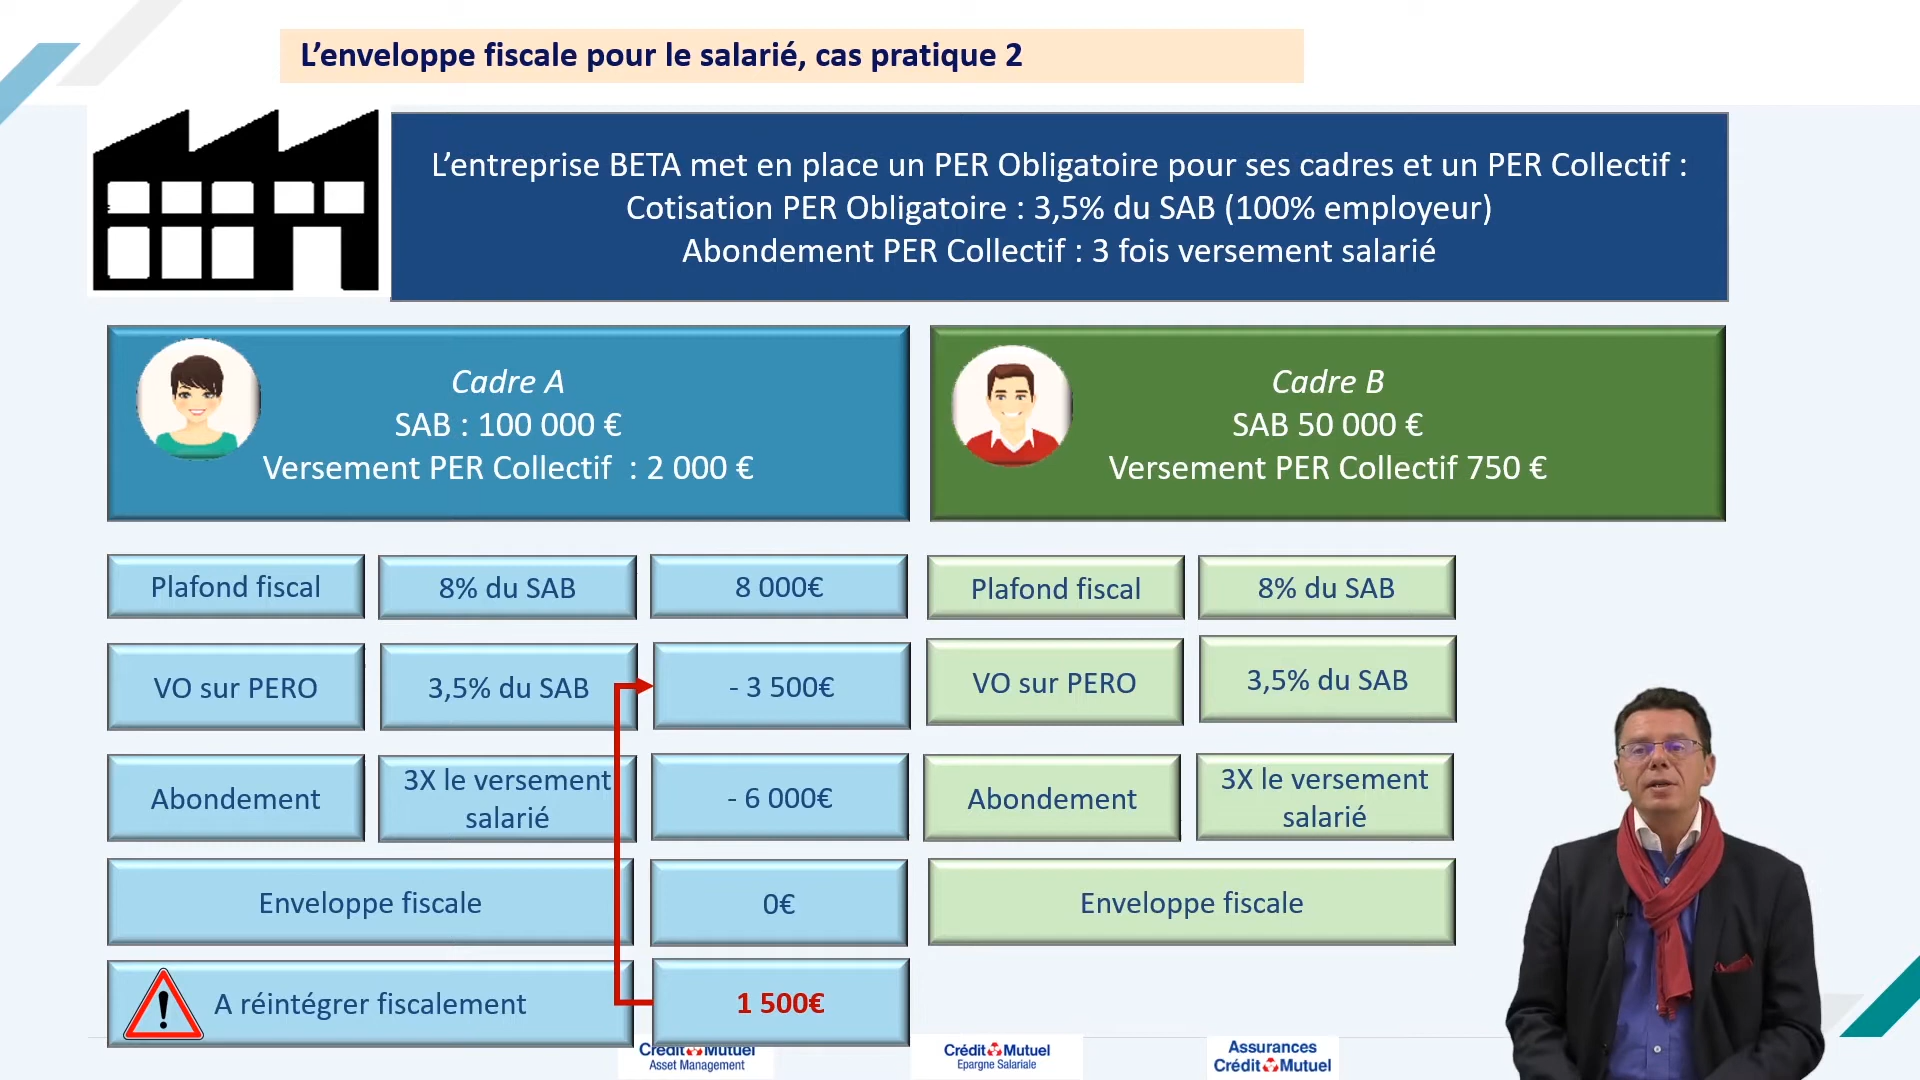 L’enveloppe fiscale pour le salarié, cas pratique 2
L’entreprise BETA met en place un PER Obligatoire pour ses cadres et un PER Collectif :
Cotisation PER Obligatoire : 3,5% du SAB (100% employeur)
Abondement PER Collectif : 3 fois versement salarié
Cadre A
SAB : 100 000 €
Versement PER Collectif : 2 000 €
Cadre B
SAB 50 000 €
Versement PER Collectif 750 €
Plafond fiscal
8% du SAB
8 000€
VO sur PERO
3,5% du SAB
- 3 500€
Abondement
3X le versement
salarié
- 6 000€
Enveloppe fiscale
0€
A réintégrer fiscalement
1 500€
Plafond fiscal
8% du SAB
VO sur PERO
3,5% du SAB
Abondement
3X le versement
salarié
Enveloppe fiscale
Crédit Mutuel
Asset Management
Crédit Mutuel
Epargne Salariale
Assurances
Crédit Mutuel